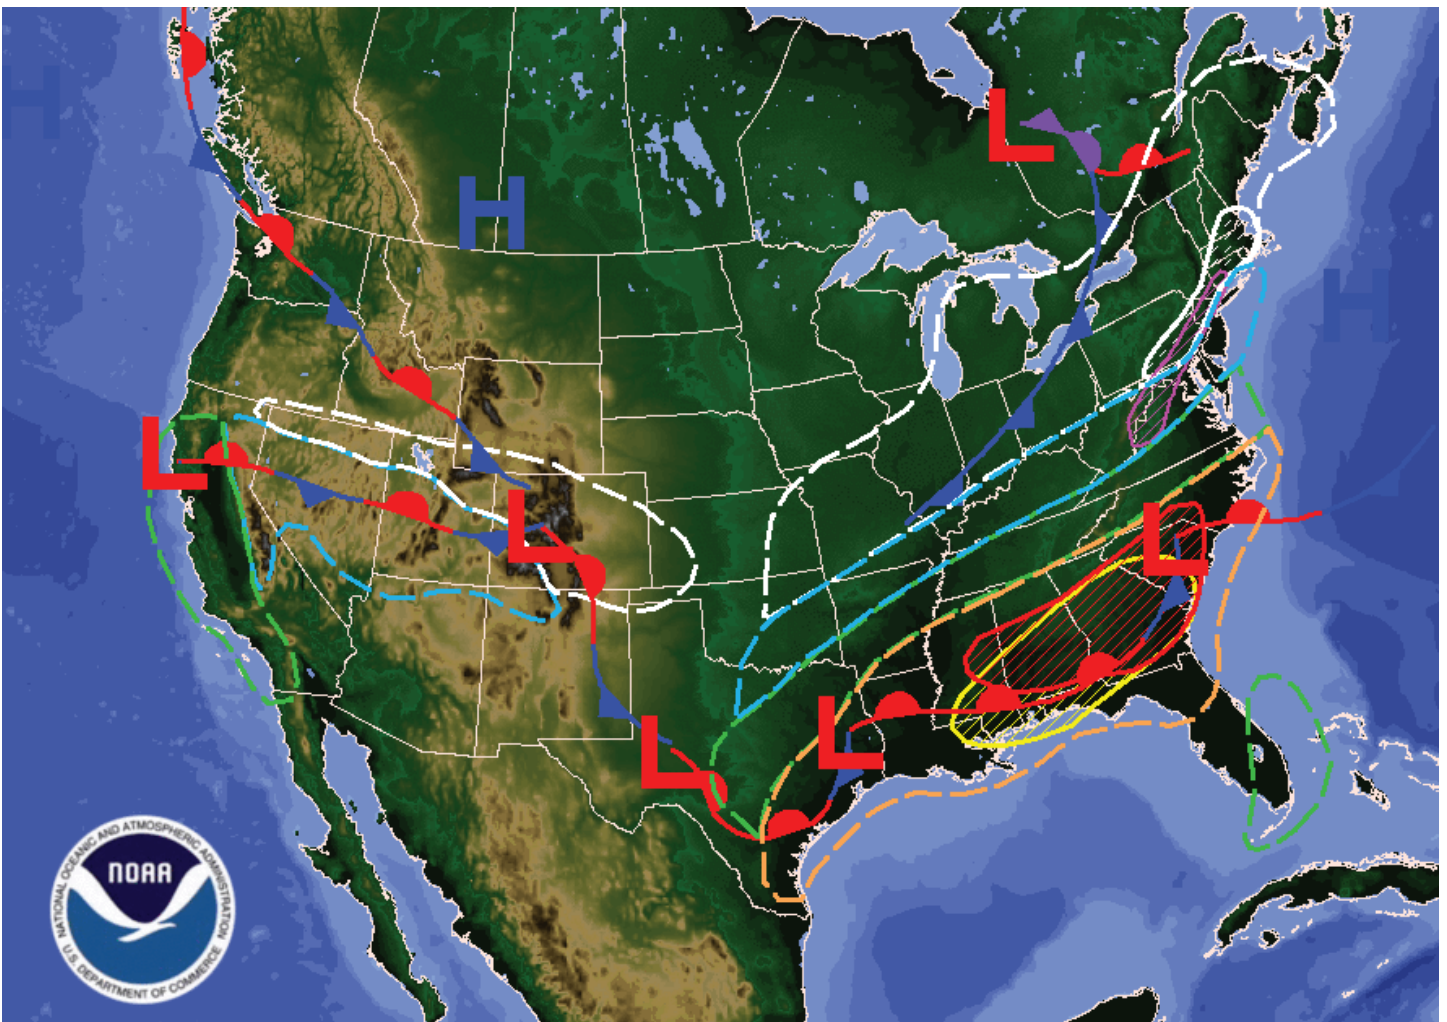 H
L
H
L
H
L
L
L
L
NOAA
NATIONAL OCEANIC AND ATMOSPHERIC ADMINISTRATION
U.S. DEPARTMENT OF COMMERCE